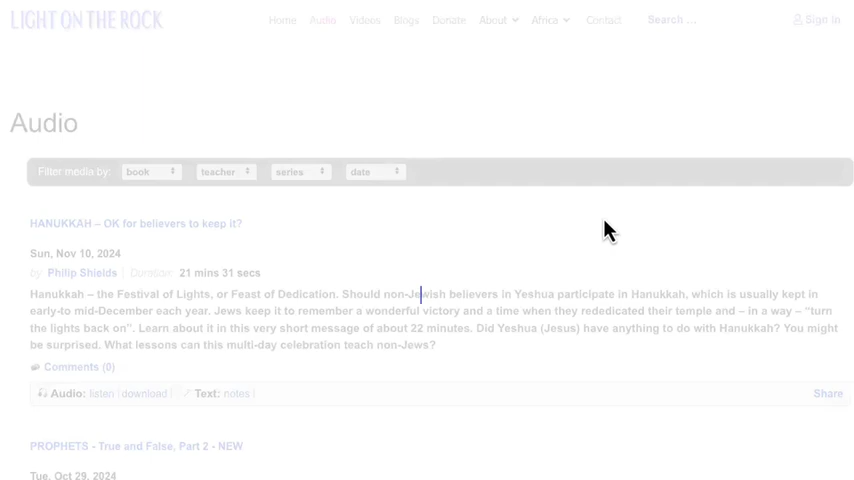 LIGHT ON THE ROCK
Home Audio Videos Blogs Donate About Africa Contact Search ... Sign In
Audio
Filter media by: book teacher series date
HANUKKAH – OK for believers to keep it?
Sun, Nov 10, 2024
by: Philip Shields | Duration: 21 mins 31 secs
Hanukkah – the Festival of Lights, or Feast of Dedication. Should non-Jewish believers in Yeshua participate in Hanukkah, which is usually kept in
early-to mid-December each year. Jews keep it to remember a wonderful victory and a time when they rededicated their temple and – in a way – “turn
the lights back on”. Learn about it in this very short message of about 22 minutes. Did Yeshua (Jesus) have anything to do with Hanukkah? You might
be surprised. What lessons can this multi-day celebration teach non-Jews?
Comments (0)
Audio: listen |download | Text: notes | Share
PROPHETS - True and False, Part 2 - NEW
Tue, Oct 29, 2024